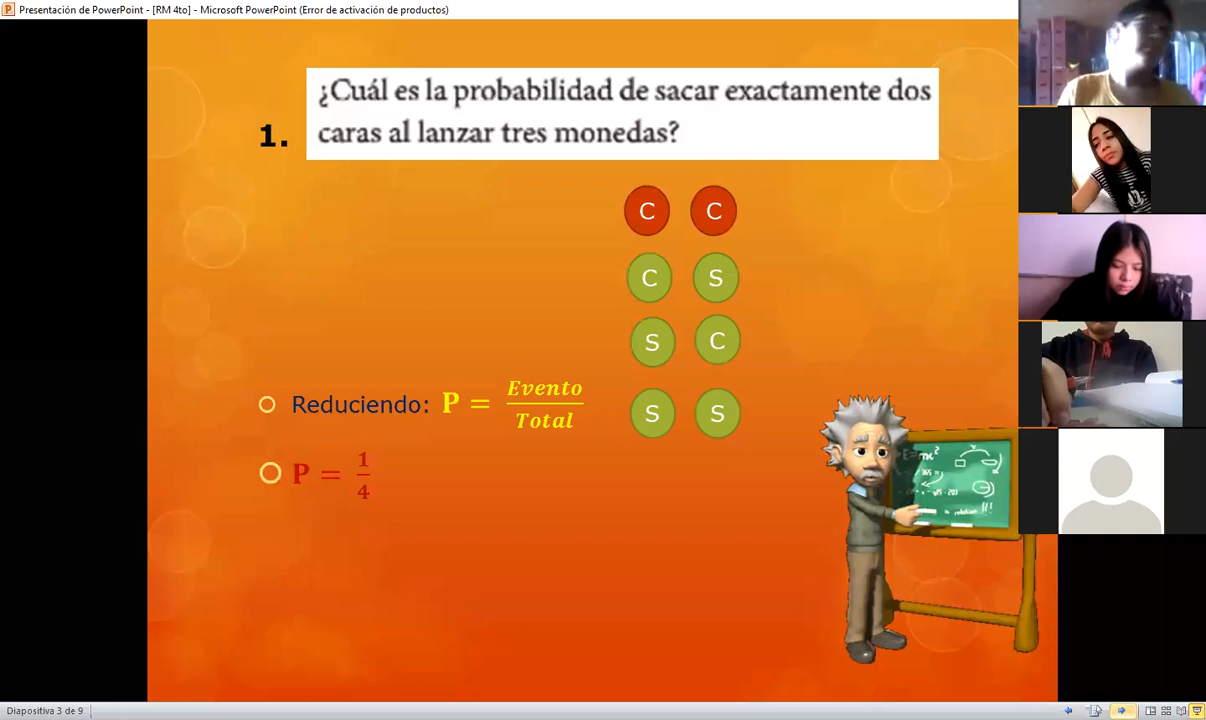 Presentación de PowerPoint - [RM 4to] - Microsoft PowerPoint (Error de activación de productos)
1. ¿Cuál es la probabilidad de sacar exactamente dos
caras al lanzar tres monedas?
C C
C S
S C
Reduciendo: P = Evento/Total
S S
P = 1/4
Diapositiva 3 de 9